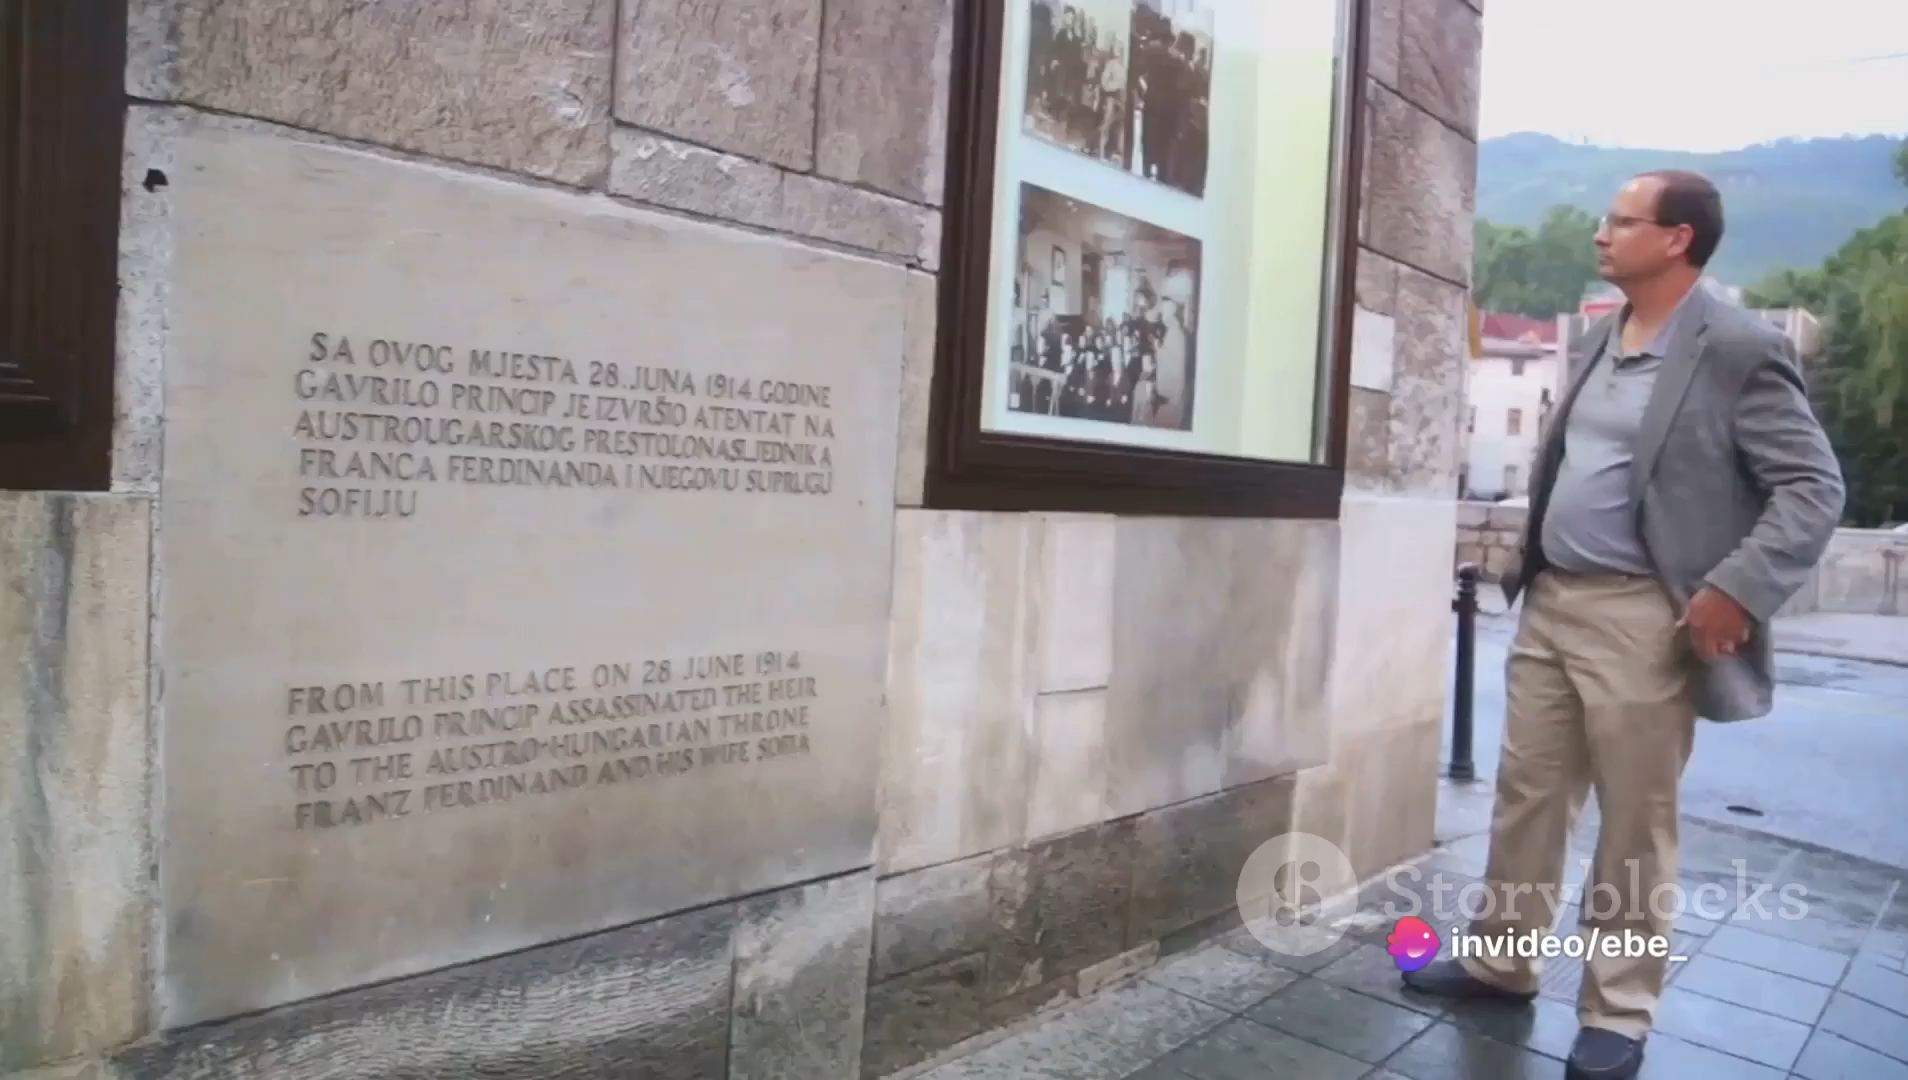 SA OVOG MJESTA 28. JUNA 1914. GODINE
GAVRILO PRINCIP JE IZVRŠIO ATENTAT NA
AUSTROUGARSKOG PRESTOLONASLJEDNIKA
FRANCA FERDINANDA I NJEGOVU SUPRUGU
SOFIJU
FROM THIS PLACE ON 28 JUNE 1914
GAVRILO PRINCIP ASSASSINATED THE HEIR
TO THE AUSTRO-HUNGARIAN THRONE
FRANZ FERDINAND AND HIS WIFE SOFIA
Storyblocks
invideo/ebe_